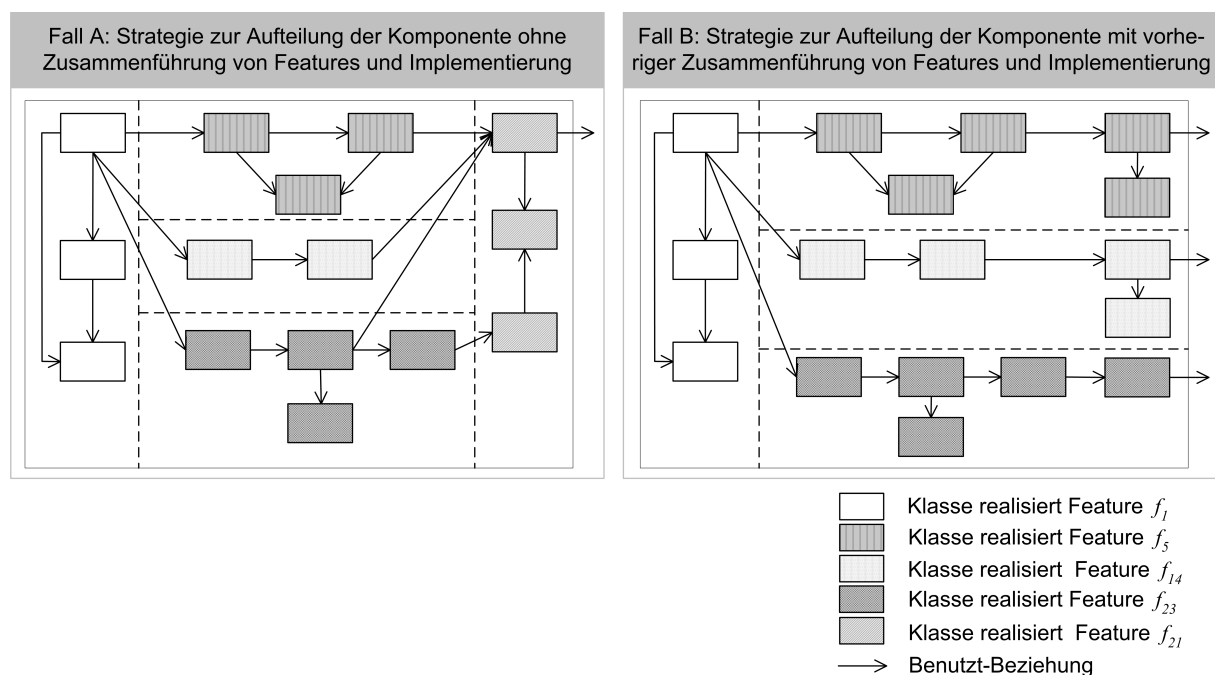 Fall A: Strategie zur Aufteilung der Komponente ohne
Zusammenführung von Features und Implementierung
Fall B: Strategie zur Aufteilung der Komponente mit vorhe-
riger Zusammenführung von Features und Implementierung
Klasse realisiert Feature f1
Klasse realisiert Feature f5
Klasse realisiert Feature f14
Klasse realisiert Feature f23
Klasse realisiert Feature f21
Benutzt-Beziehung